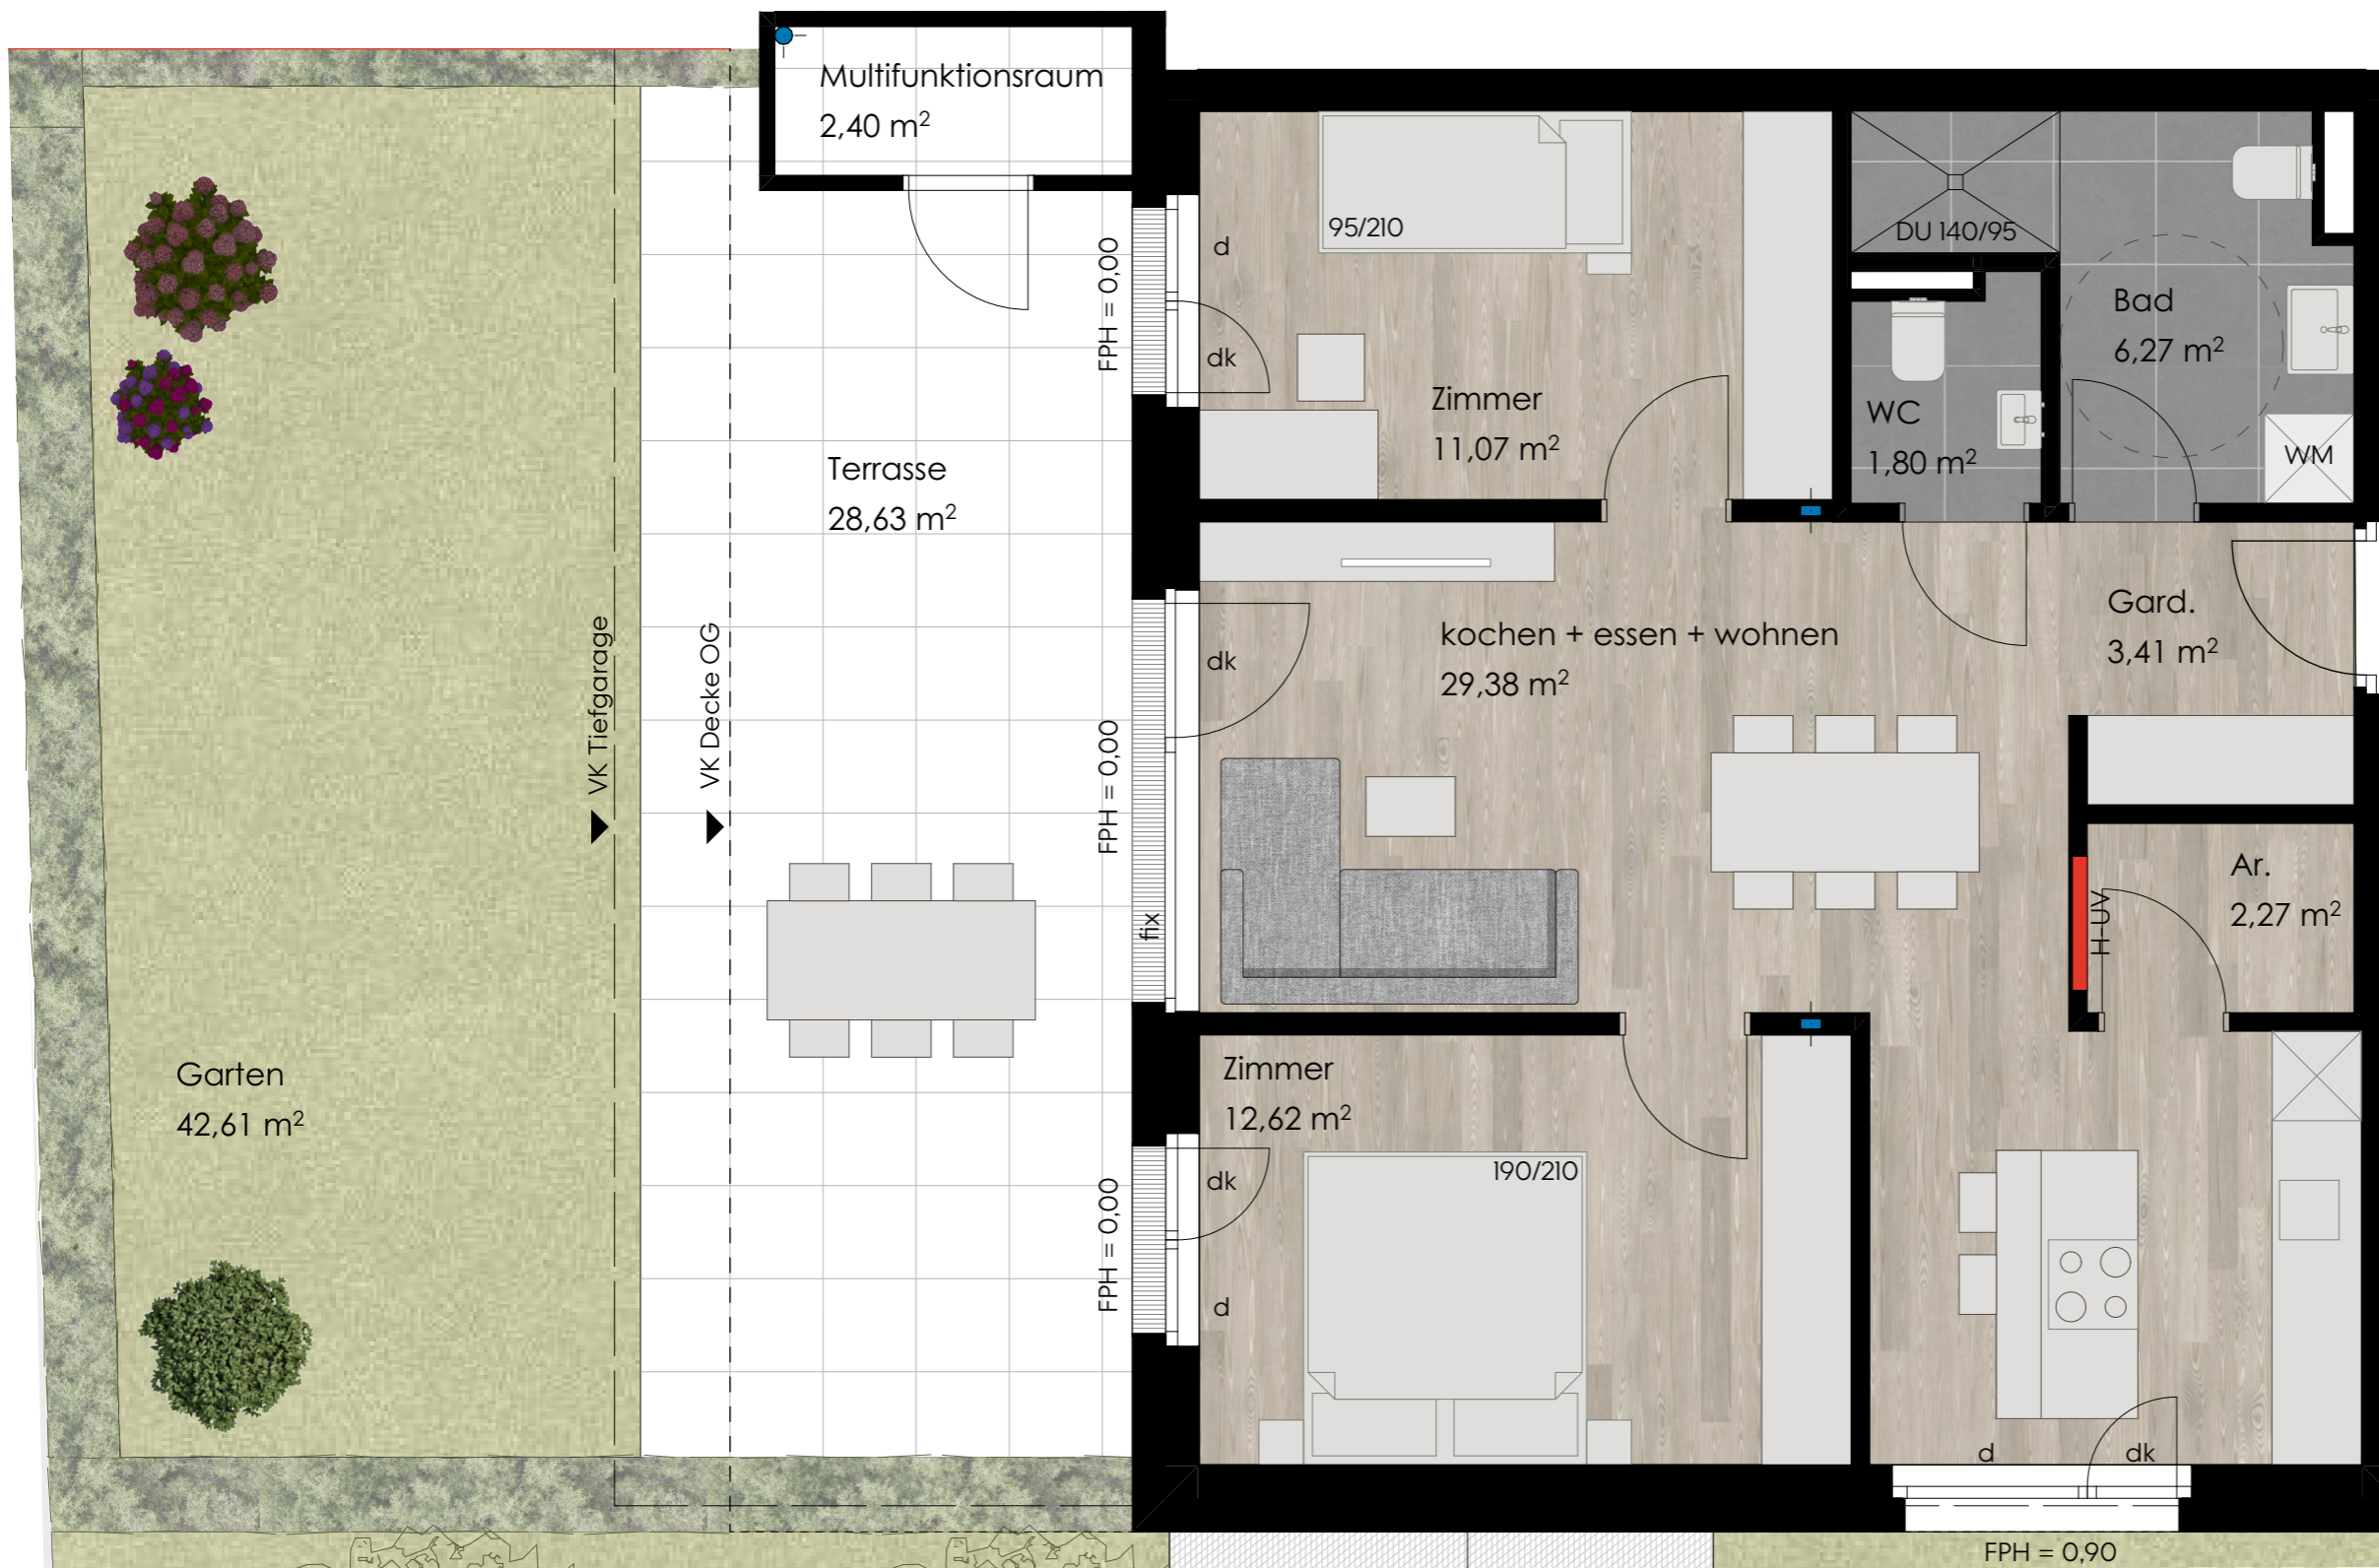 Multifunktionsraum
2,40 m²
95/210
d
dk
FPH = 0,00
Zimmer
11,07 m²
DU 140/95
Bad
6,27 m²
WC
1,80 m²
WM
Terrasse
28,63 m²
VK Tiefgarage
VK Decke OG
FPH = 0,00
dk
fix
kochen + essen + wohnen
29,38 m²
Gard.
3,41 m²
Ar.
2,27 m²
H-UV
Garten
42,61 m²
Zimmer
12,62 m²
190/210
dk
d
FPH = 0,00
d
dk
FPH = 0,90